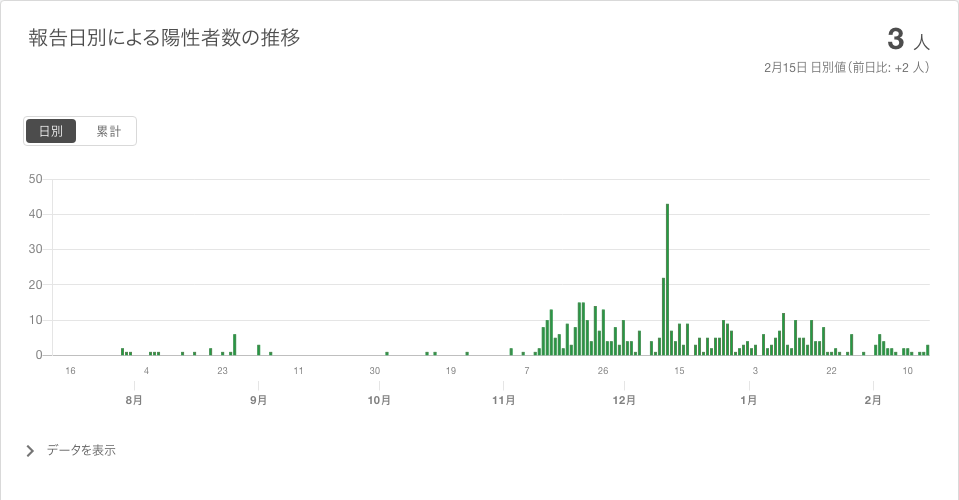 報告日別による陽性者数の推移
3 人
2月15日 日別値（前日比: +2 人）
日別 累計
50
40
30
20
10
0
16 4 23 11 30 19 7 26 15 3 22 10
8月 9月 10月 11月 12月 1月 2月
データを表示